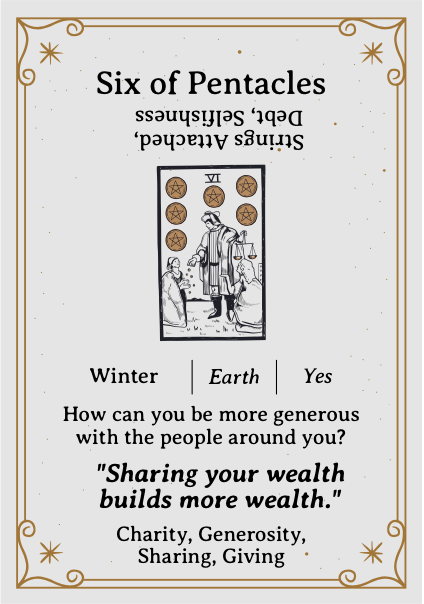 Six of Pentacles
Strings Attached,
Debt, Selfishness
VI
Winter | Earth | Yes
How can you be more generous
with the people around you?
"Sharing your wealth
builds more wealth."
Charity, Generosity,
Sharing, Giving